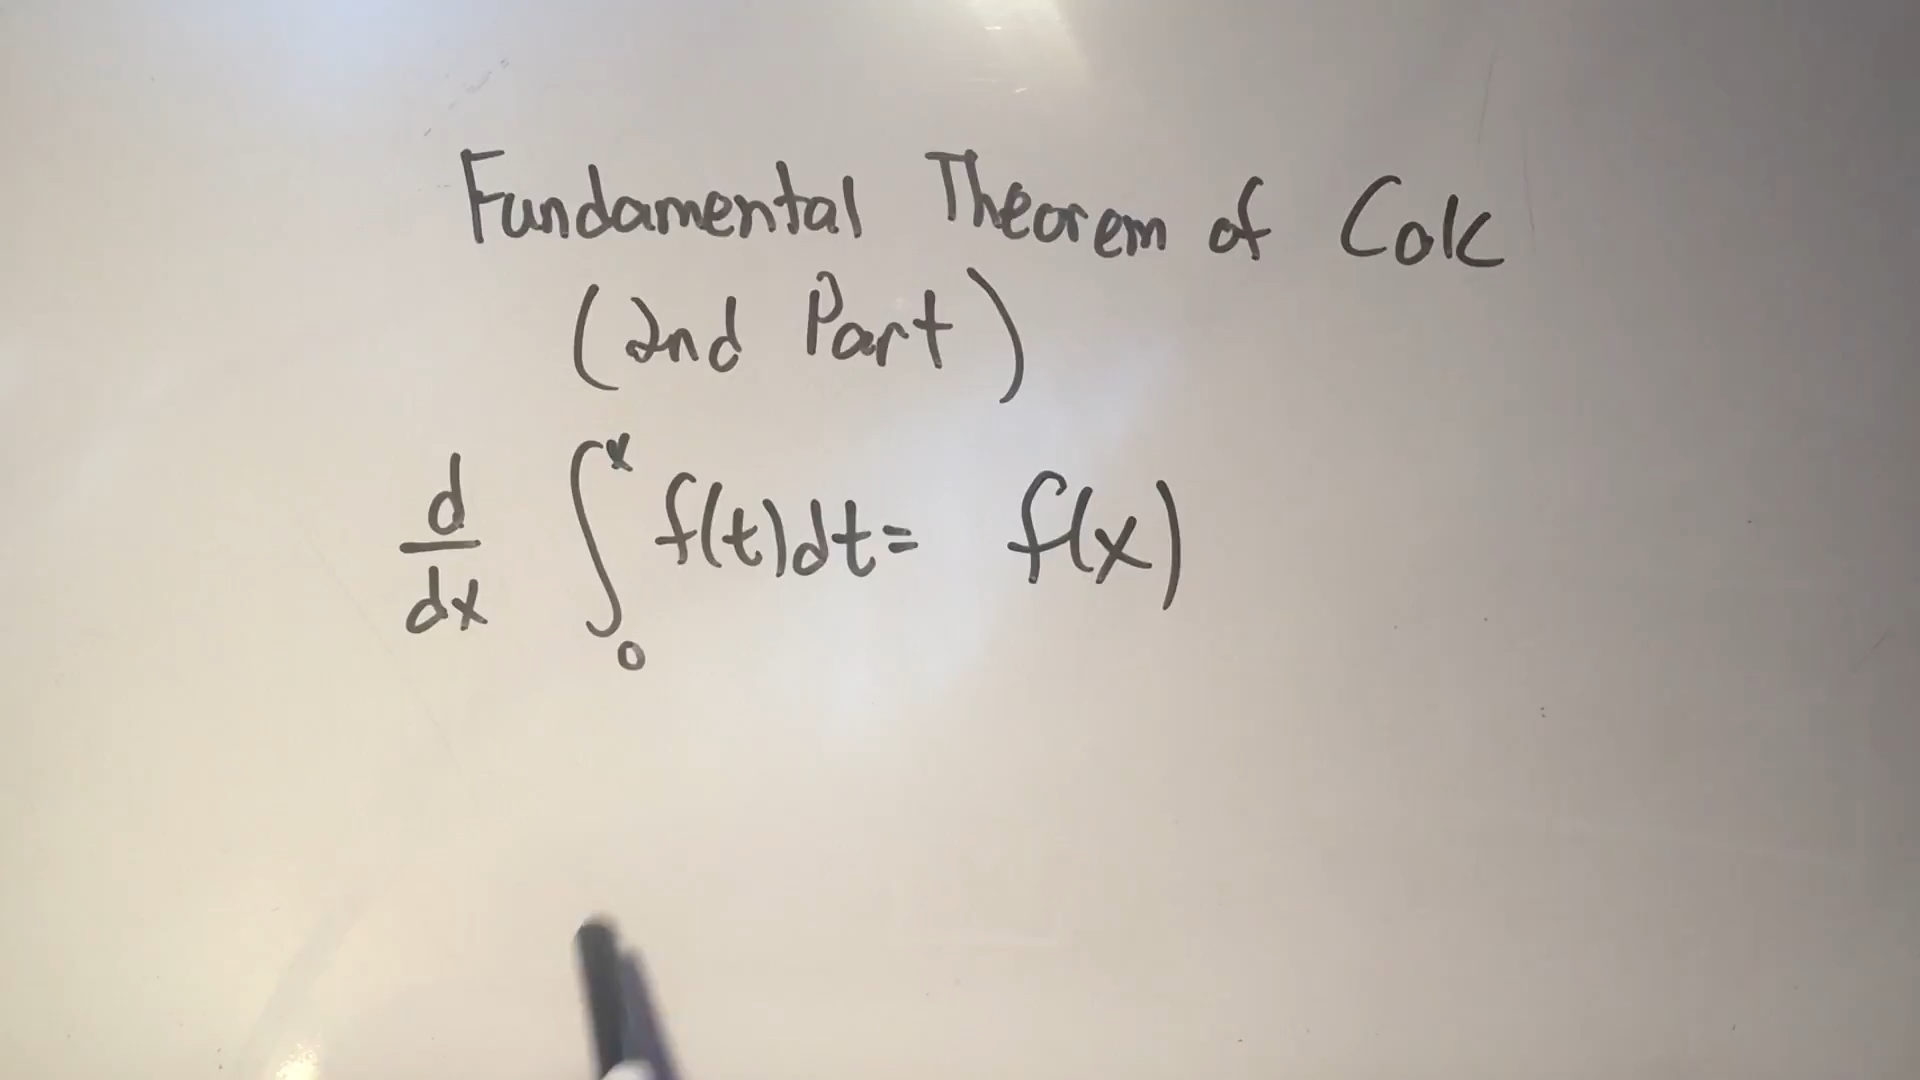 Fundamental Theorem of Calc
(2nd Part)
d/dx ∫₀ˣ f(t)dt = f(x)